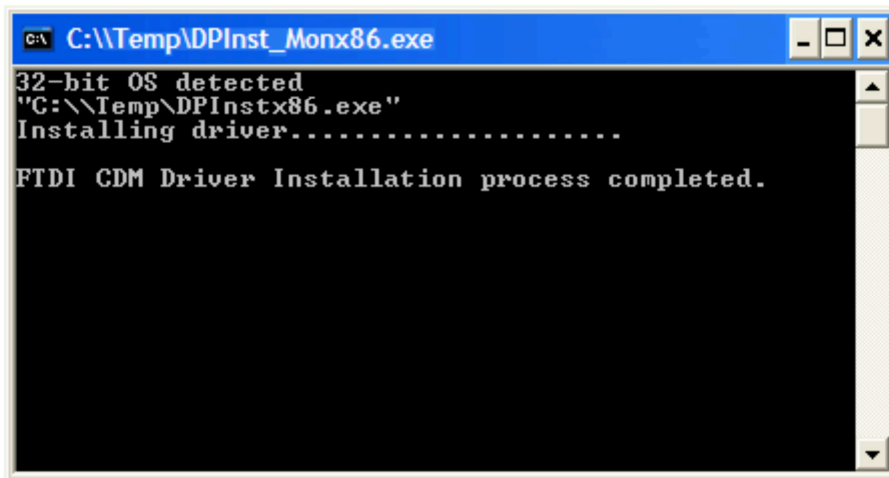 C:\\Temp\DPInst_Monx86.exe
32-bit OS detected
"C:\\Temp\DPInstx86.exe"
Installing driver.....................
FTDI CDM Driver Installation process completed.